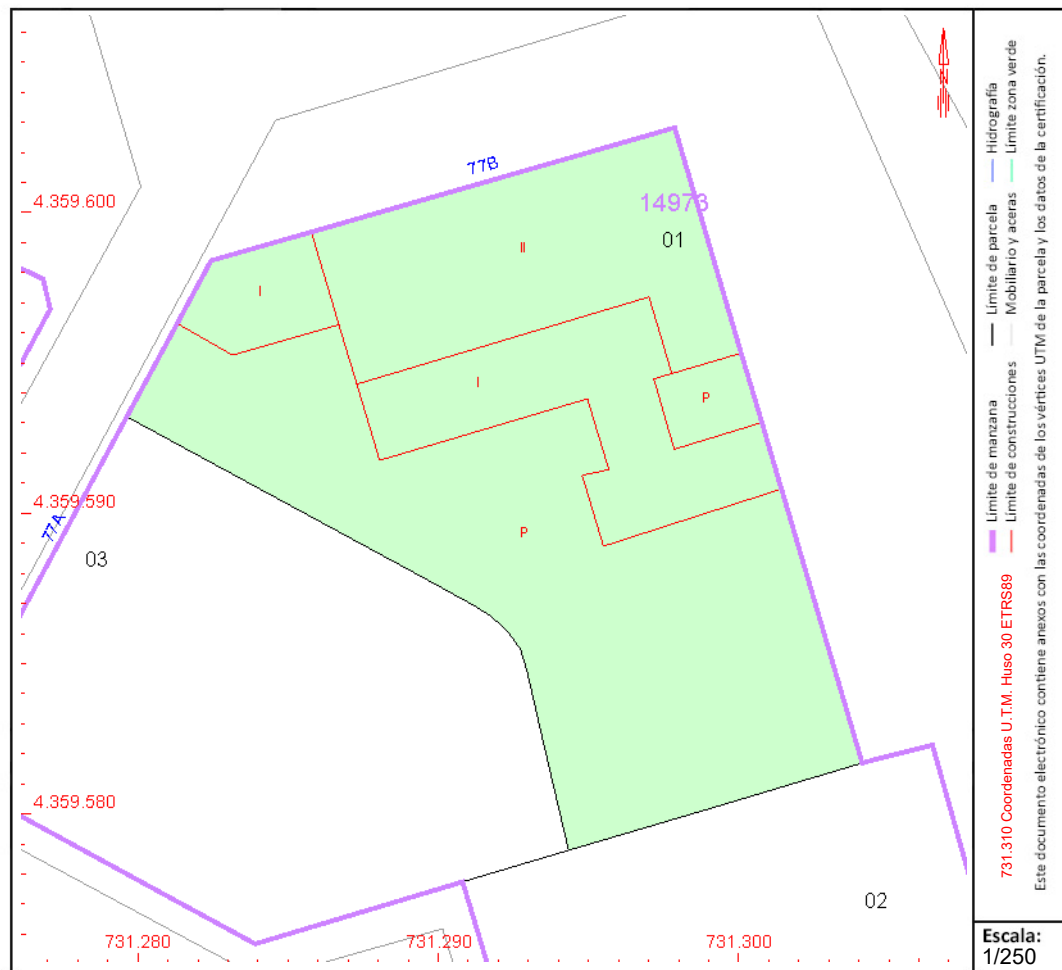 77B
4.359.600
14973
01
II
I
I
P
4.359.590
77A
P
03
4.359.580
02
731.280
731.290
731.300
N
Límite de manzana
Límite de parcela
Hidrografía
Límite de construcciones
Mobiliario y aceras
Límite zona verde
731.310 Coordenadas U.T.M. Huso 30 ETRS89
Este documento electrónico contiene anexos con las coordenadas de los vértices UTM de la parcela y los datos de la certificación.
Escala:
1/250